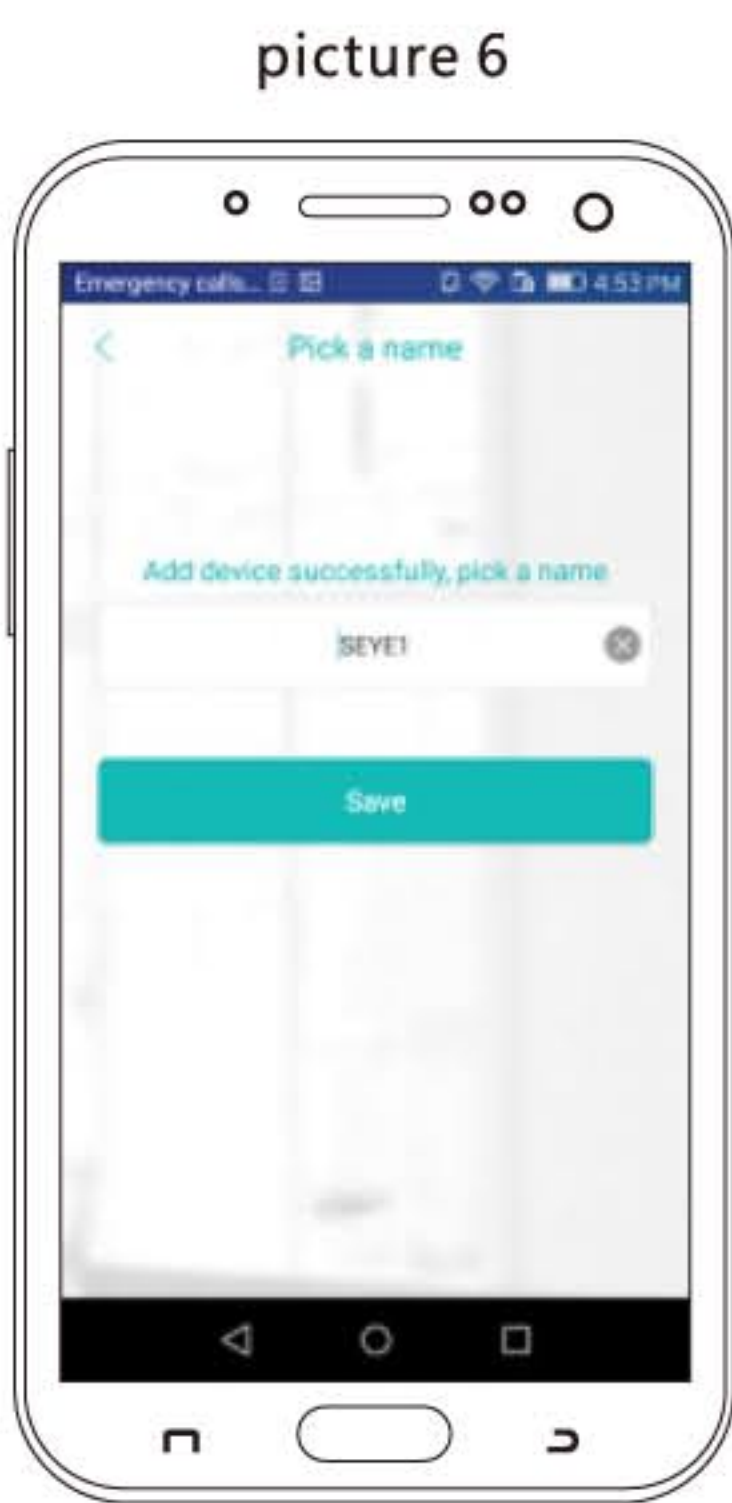 picture 6
Emergency calls... 4:53 PM
Pick a name
Add device successfully, pick a name
SEYE1
Save